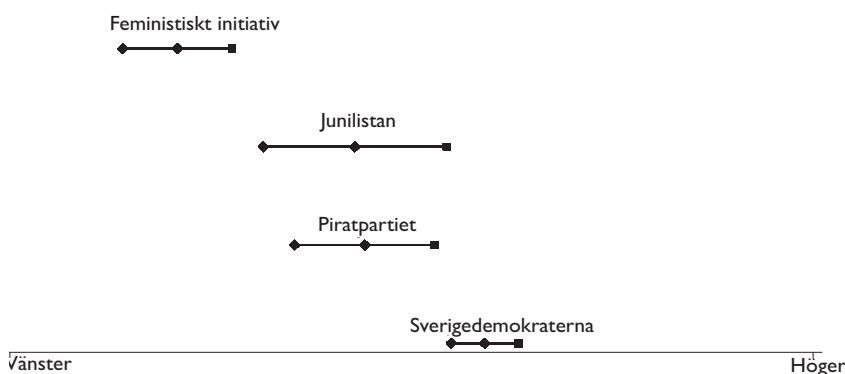 Feministiskt initiativ
Junilistan
Piratpartiet
Sverigedemokraterna
Vänster
Höger